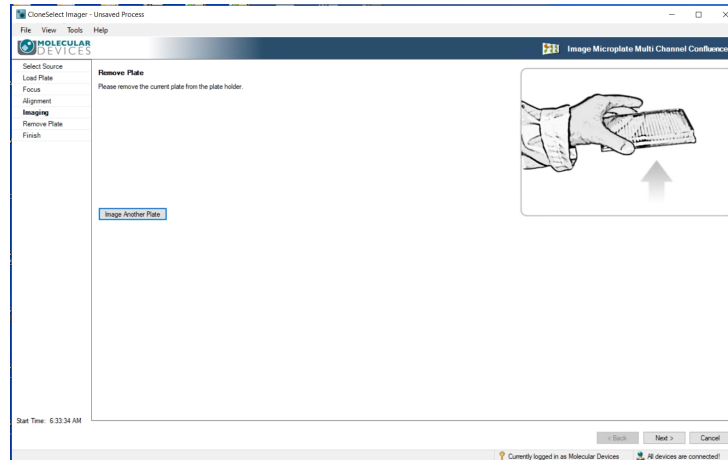 CloneSelect Imager - Unsaved Process
File View Tools Help
MOLECULAR
DEVICES
Image Microplate Multi Channel Confluence
Select Source
Load Plate
Focus
Alignment
Imaging
Remove Plate
Finish
Remove Plate
Please remove the current plate from the plate holder.
Image Another Plate
Start Time: 6:33:34 AM
< Back Next > Cancel
Currently logged in as Molecular Devices All devices are connected!